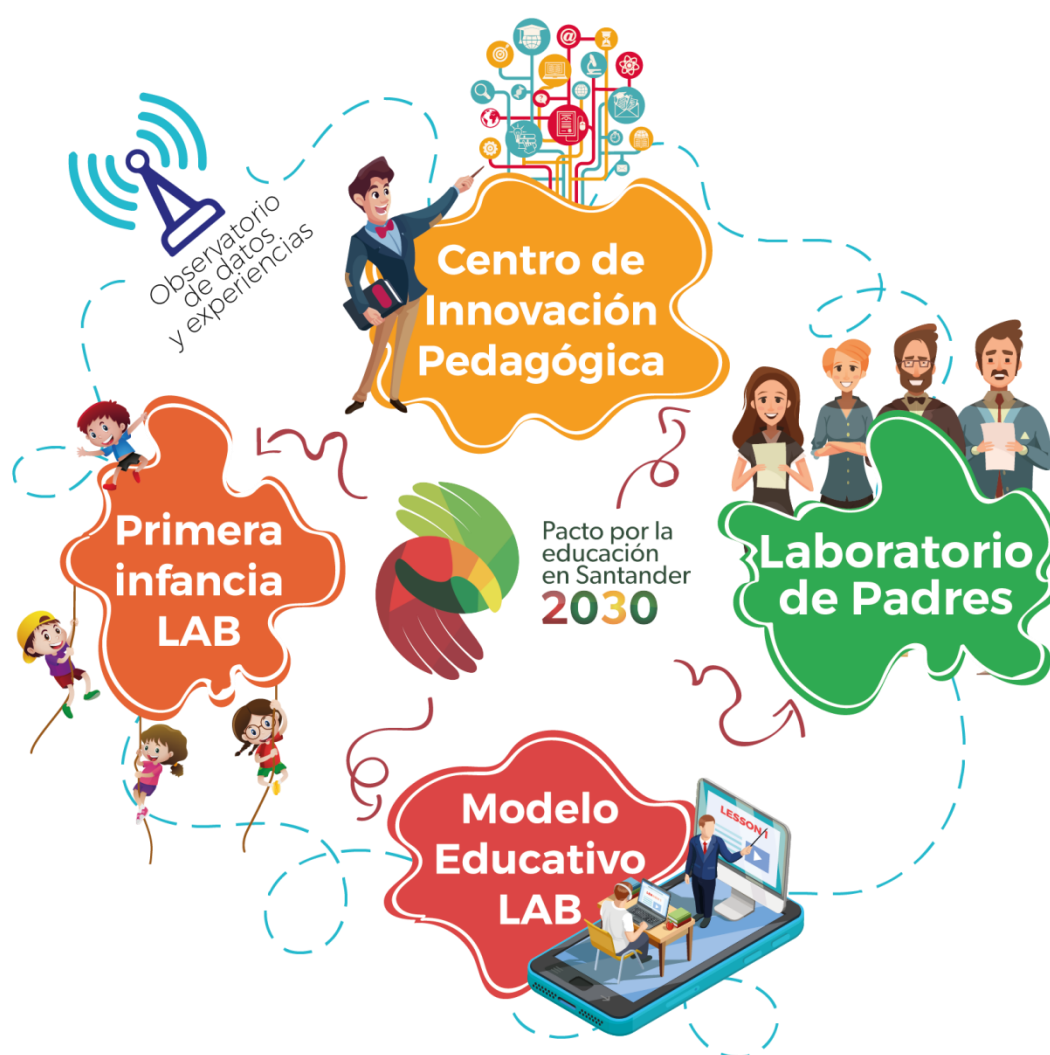 Observatorio
de datos
y experiencias
Centro de
Innovación
Pedagógica
Primera
infancia
LAB
Pacto por la
educación
en Santander
2030
Laboratorio
de Padres
Modelo
Educativo
LAB
LESSON 1